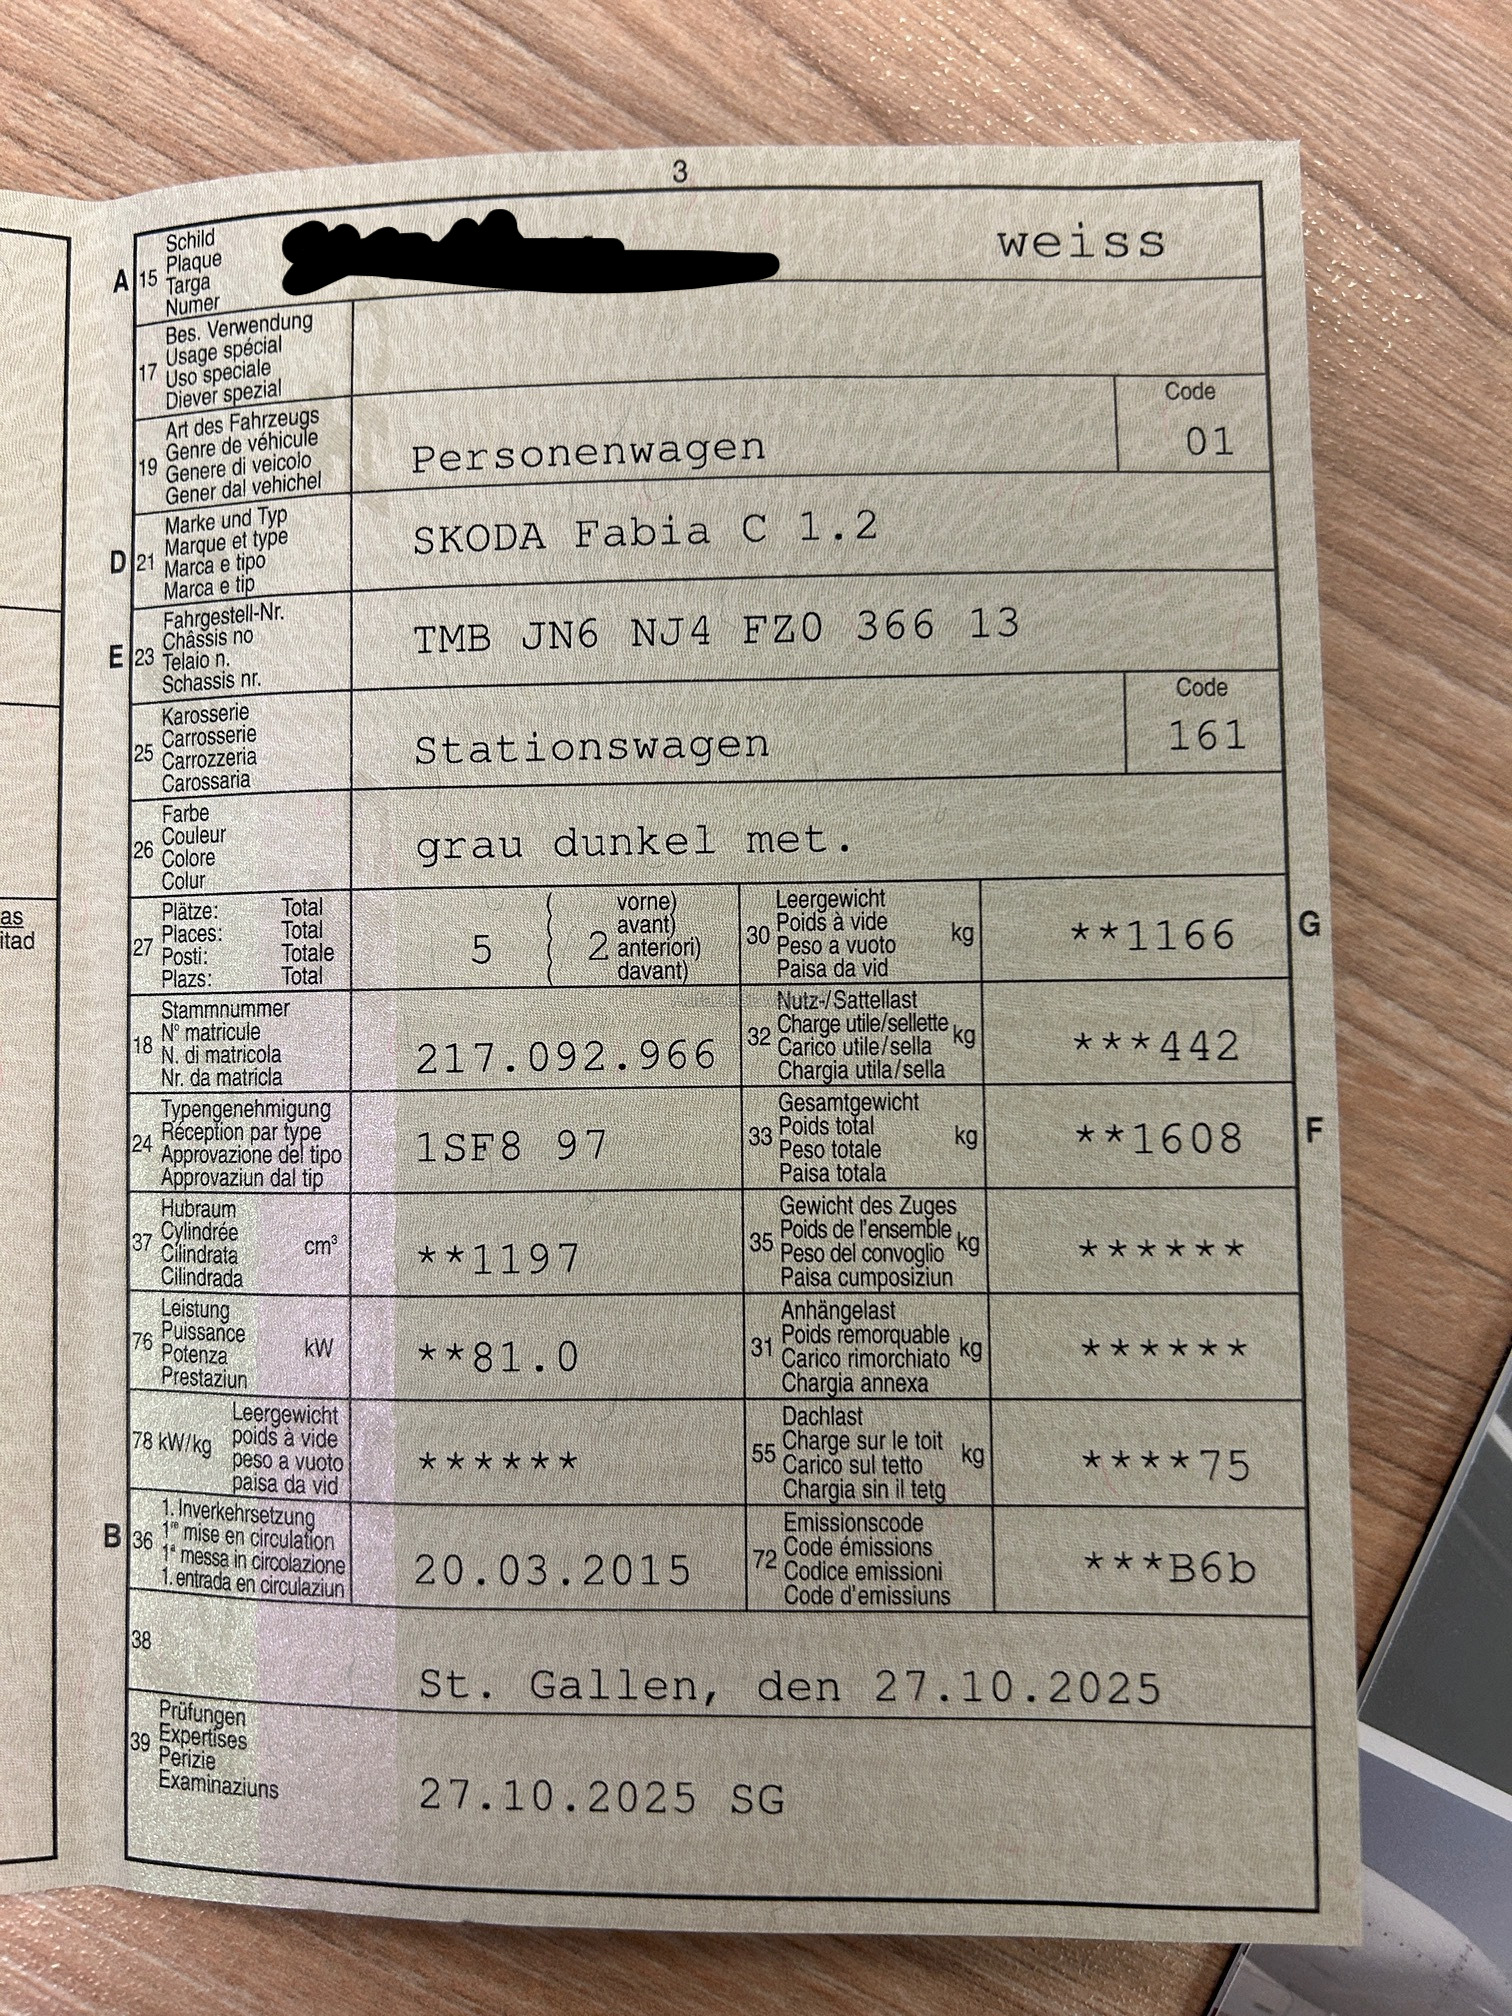 3
A 15 Schild
Plaque
Targa
Numer
weiss
17 Bes. Verwendung
Usage spécial
Uso speciale
Diever spezial
19 Art des Fahrzeugs
Genre de véhicule
Genere di veicolo
Gener dal vehichel
Personenwagen
Code
01
D 21 Marke und Typ
Marque et type
Marca e tipo
Marca e tip
SKODA Fabia C 1.2
E 23 Fahrgestell-Nr.
Châssis no
Telaio n.
Schassis nr.
TMB JN6 NJ4 FZ0 366 13
25 Karosserie
Carrosserie
Carrozzeria
Carossaria
Stationswagen
Code
161
26 Farbe
Couleur
Colore
Colur
grau dunkel met.
27 Plätze: Total
Places: Total
Posti: Totale
Plazs: Total
5
( vorne)
( avant)
( 2 anteriori)
( davant)
30 Leergewicht
Poids à vide
Peso a vuoto
Paisa da vid
kg
**1166
G
18 Stammnummer
N° matricule
N. di matricola
Nr. da matricla
217.092.966
32 Nutz-/Sattellast
Charge utile/sellette
Carico utile/sella
Chargia utila/sella
kg
***442
24 Typengenehmigung
Réception par type
Approvazione del tipo
Approvaziun dal tip
1SF8 97
33 Gesamtgewicht
Poids total
Peso totale
Paisa totala
kg
**1608
F
37 Hubraum
Cylindrée
Cilindrata
Cilindrada
cm³
**1197
35 Gewicht des Zuges
Poids de l'ensemble
Peso del convoglio
Paisa cumposiziun
kg
******
76 Leistung
Puissance
Potenza
Prestaziun
kW
**81.0
31 Anhängelast
Poids remorquable
Carico rimorchiato
Chargia annexa
kg
******
78 kW/kg Leergewicht
poids à vide
peso a vuoto
paisa da vid
******
55 Dachlast
Charge sur le toit
Carico sul tetto
Chargia sin il tetg
kg
****75
B 36 1. Inverkehrsetzung
1re mise en circulation
1a messa in circolazione
1. entrada en circulaziun
20.03.2015
72 Emissionscode
Code émissions
Codice emissioni
Code d'emissiuns
***B6b
38
St. Gallen, den 27.10.2025
39 Prüfungen
Expertises
Perizie
Examinaziuns
27.10.2025 SG
as
itad